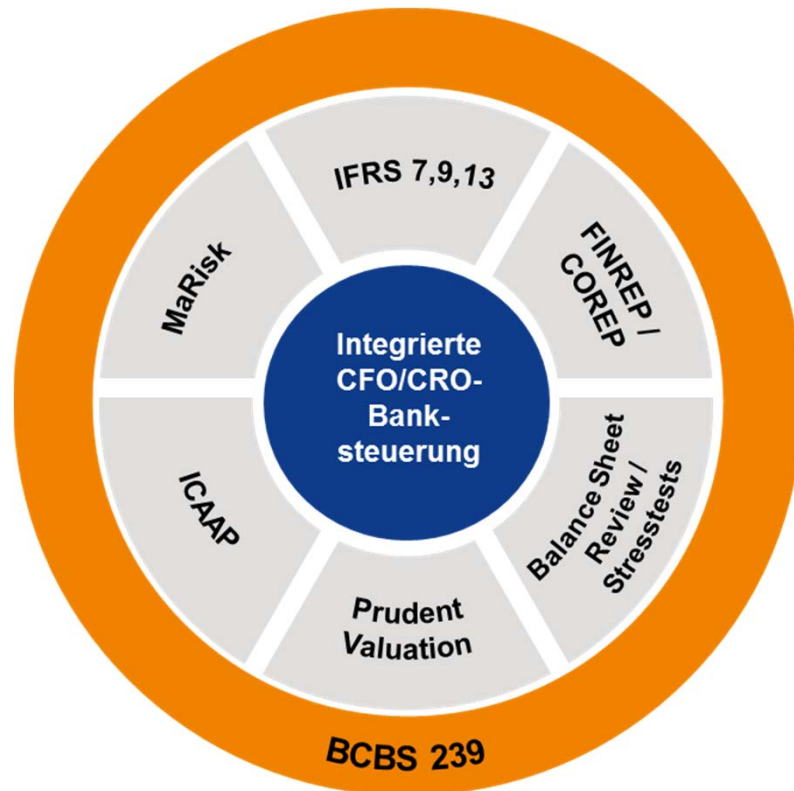 IFRS 7,9,13
FINREP /
COREP
Balance Sheet
Review /
Stresstests
Prudent
Valuation
ICAAP
MaRisk
Integrierte
CFO/CRO-
Bank-
steuerung
BCBS 239